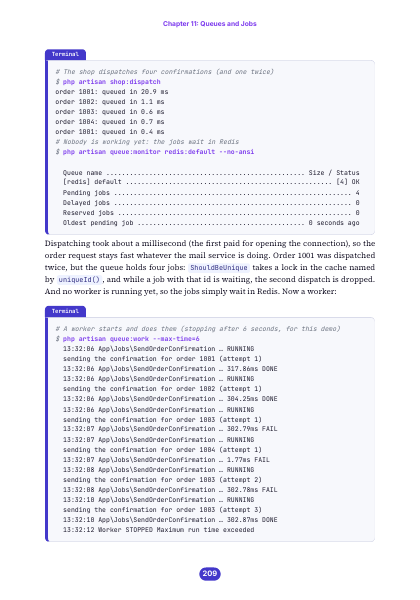 Chapter 11: Queues and Jobs
Terminal
# The shop dispatches four confirmations (and one twice)
$ php artisan shop:dispatch
order 1001: queued in 20.9 ms
order 1002: queued in 1.1 ms
order 1003: queued in 0.6 ms
order 1004: queued in 0.7 ms
order 1001: queued in 0.4 ms
# Nobody is working yet: the jobs wait in Redis
$ php artisan queue:monitor redis:default --no-ansi
Queue name .................................................. Size / Status
[redis] default .................................................... [4] OK
Pending jobs ............................................................ 4
Delayed jobs ............................................................ 0
Reserved jobs ........................................................... 0
Oldest pending job .......................................... 0 seconds ago
Dispatching took about a millisecond (the first paid for opening the connection), so the
order request stays fast whatever the mail service is doing. Order 1001 was dispatched
twice, but the queue holds four jobs: ShouldBeUnique takes a lock in the cache named
by uniqueId(), and while a job with that id is waiting, the second dispatch is dropped.
And no worker is running yet, so the jobs simply wait in Redis. Now a worker:
Terminal
# A worker starts and does them (stopping after 6 seconds, for this demo)
$ php artisan queue:work --max-time=6
13:32:06 App\Jobs\SendOrderConfirmation … RUNNING
sending the confirmation for order 1001 (attempt 1)
13:32:06 App\Jobs\SendOrderConfirmation … 317.86ms DONE
13:32:06 App\Jobs\SendOrderConfirmation … RUNNING
sending the confirmation for order 1002 (attempt 1)
13:32:06 App\Jobs\SendOrderConfirmation … 304.25ms DONE
13:32:06 App\Jobs\SendOrderConfirmation … RUNNING
sending the confirmation for order 1003 (attempt 1)
13:32:07 App\Jobs\SendOrderConfirmation … 302.79ms FAIL
13:32:07 App\Jobs\SendOrderConfirmation … RUNNING
sending the confirmation for order 1004 (attempt 1)
13:32:07 App\Jobs\SendOrderConfirmation … 1.77ms FAIL
13:32:08 App\Jobs\SendOrderConfirmation … RUNNING
sending the confirmation for order 1003 (attempt 2)
13:32:08 App\Jobs\SendOrderConfirmation … 302.78ms FAIL
13:32:10 App\Jobs\SendOrderConfirmation … RUNNING
sending the confirmation for order 1003 (attempt 3)
13:32:10 App\Jobs\SendOrderConfirmation … 302.87ms DONE
13:32:12 Worker STOPPED Maximum run time exceeded
209